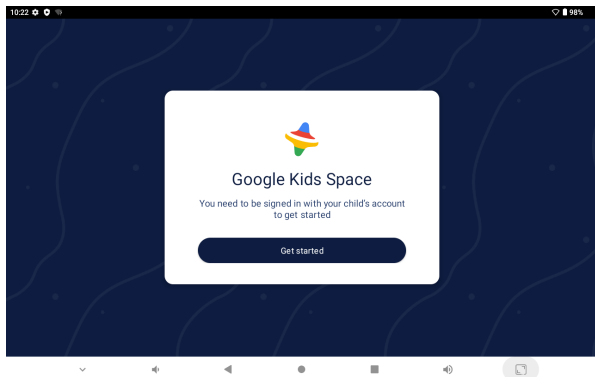 10:22
98%
Google Kids Space
You need to be signed in with your child's account
to get started
Get started